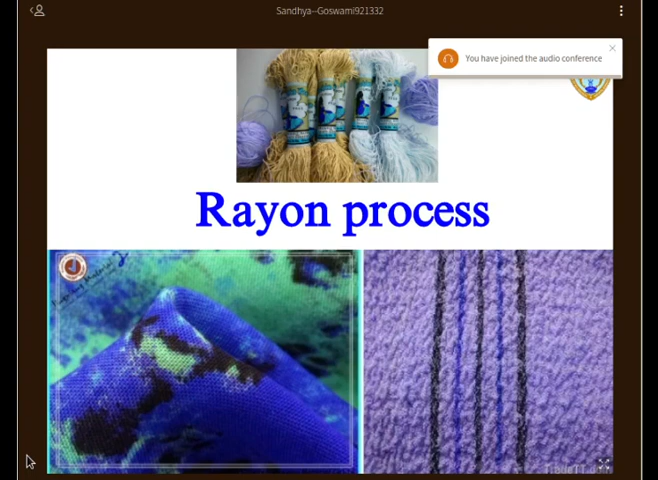 Sandhya--Goswami921332
You have joined the audio conference
Rayon process